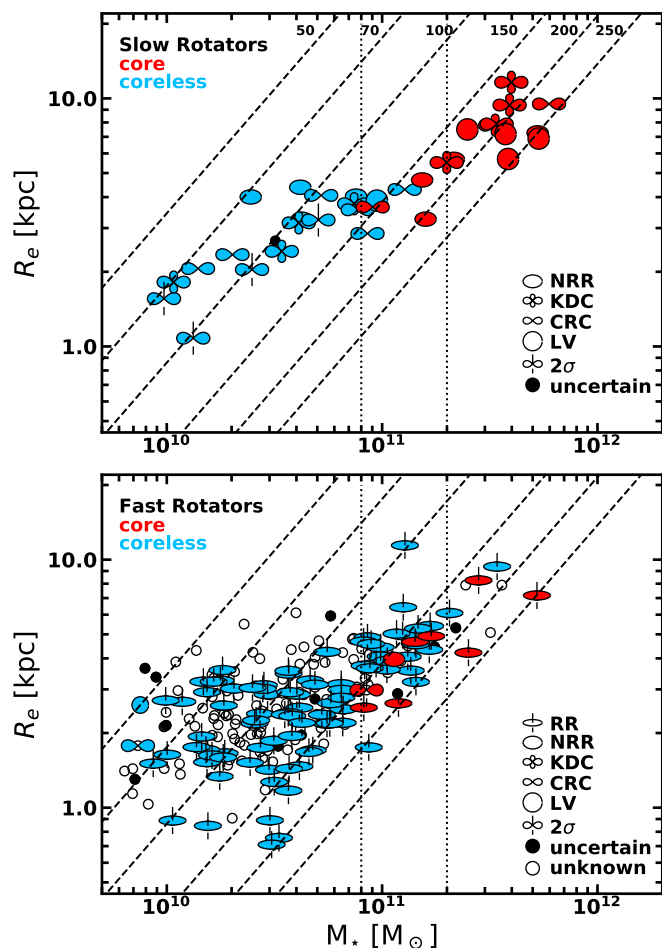 50 70 100 150 200 250
Slow Rotators
core
coreless
10.0
1.0
R_e [kpc]
NRR
KDC
CRC
LV
2σ
uncertain
10^10 10^11 10^12
Fast Rotators
core
coreless
10.0
1.0
R_e [kpc]
RR
NRR
KDC
CRC
LV
2σ
uncertain
unknown
10^10 10^11 10^12
M_⋆ [M_⊙]